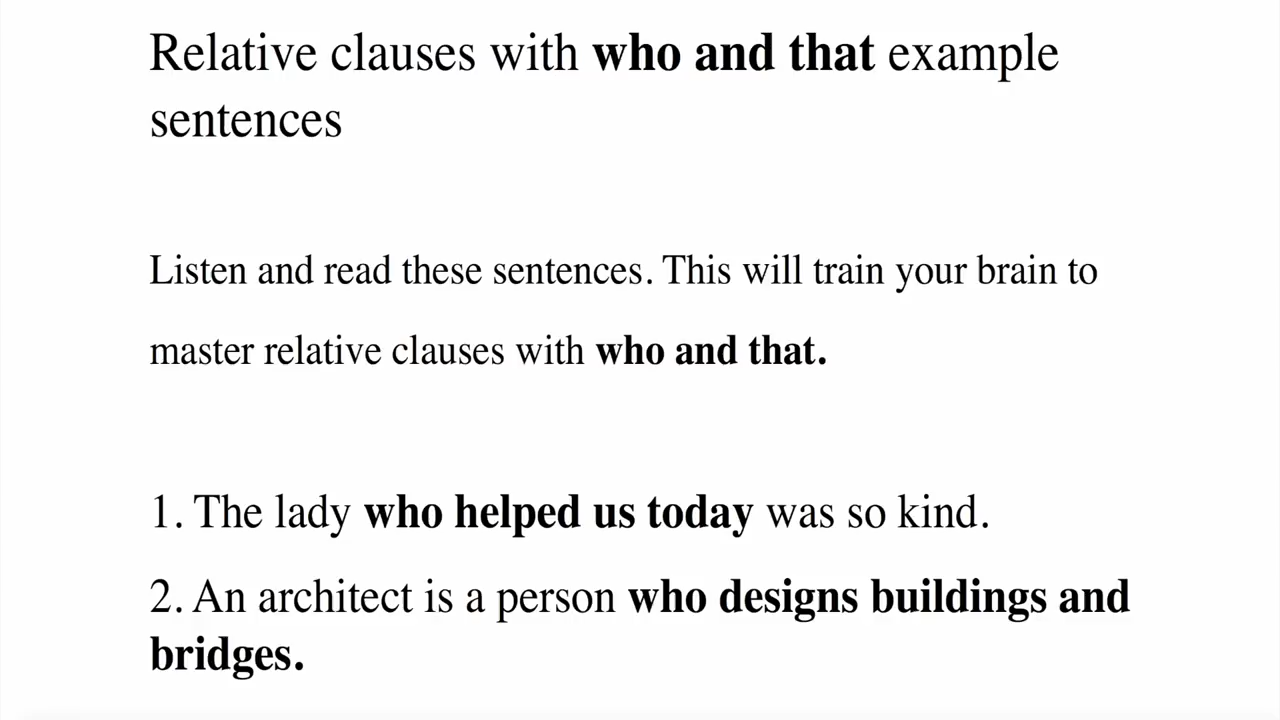 Relative clauses with who and that example
sentences
Listen and read these sentences. This will train your brain to
master relative clauses with who and that.
1. The lady who helped us today was so kind.
2. An architect is a person who designs buildings and
bridges.